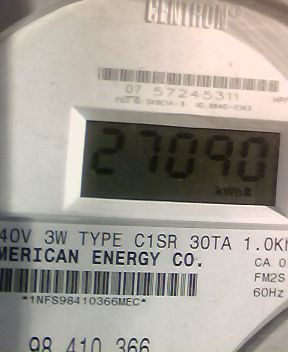 CENTRON®
07 57245311
27090
kWh
40V 3W TYPE C1SR 30TA 1.0Kh
MERICAN ENERGY CO.
CA 0
FM2S
*1NFS98410366MEC*
60Hz
98 410 366